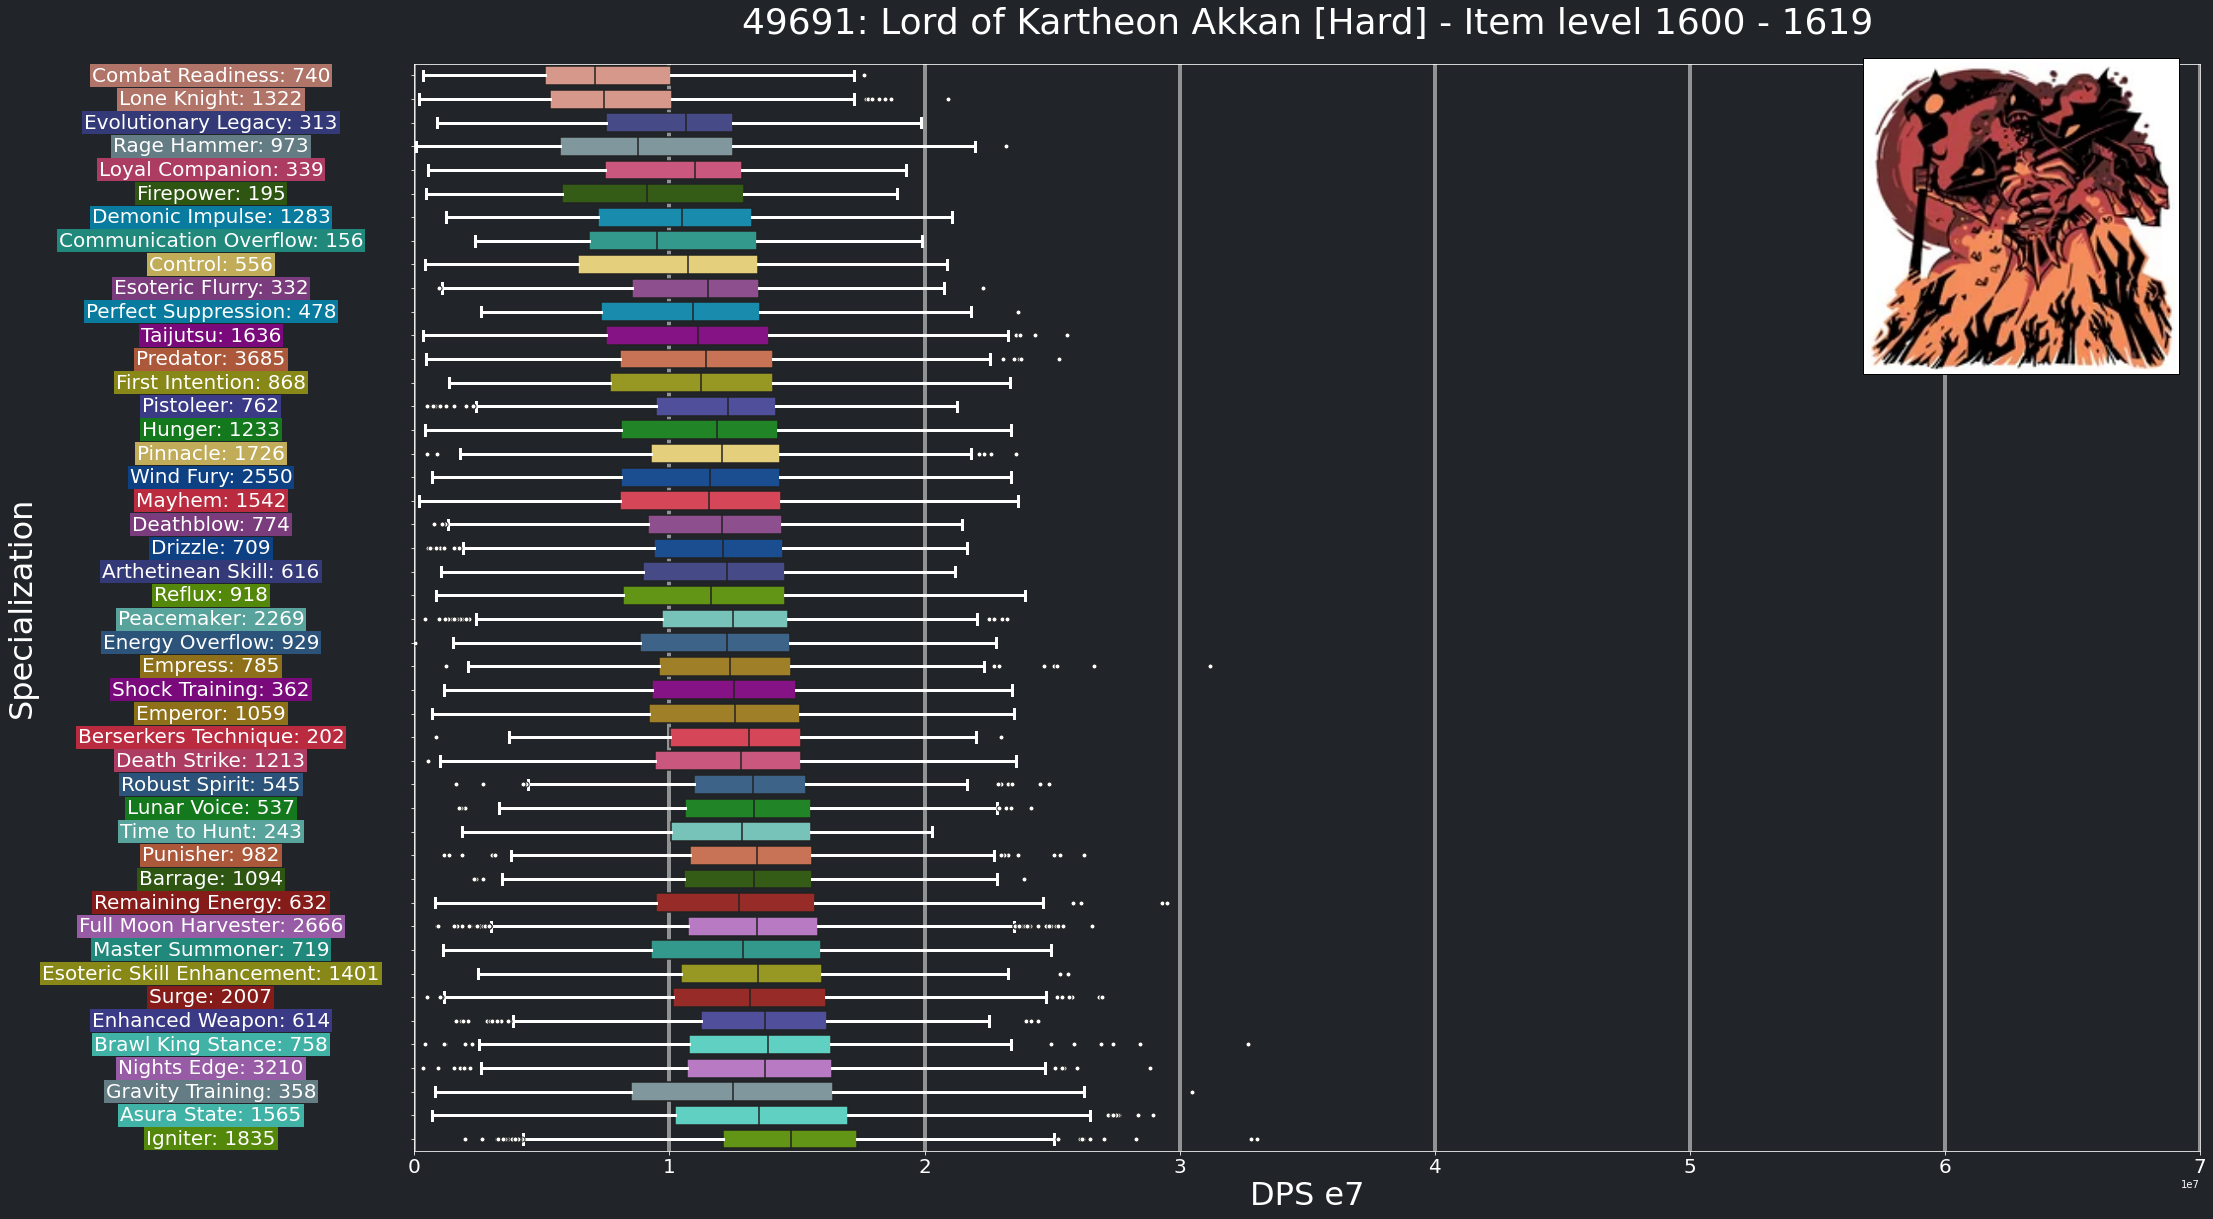 49691: Lord of Kartheon Akkan [Hard] - Item level 1600 - 1619
Combat Readiness: 740
Lone Knight: 1322
Evolutionary Legacy: 313
Rage Hammer: 973
Loyal Companion: 339
Firepower: 195
Demonic Impulse: 1283
Communication Overflow: 156
Control: 556
Esoteric Flurry: 332
Perfect Suppression: 478
Taijutsu: 1636
Predator: 3685
First Intention: 868
Pistoleer: 762
Hunger: 1233
Pinnacle: 1726
Wind Fury: 2550
Mayhem: 1542
Deathblow: 774
Drizzle: 709
Arthetinean Skill: 616
Reflux: 918
Peacemaker: 2269
Energy Overflow: 929
Empress: 785
Shock Training: 362
Emperor: 1059
Berserkers Technique: 202
Death Strike: 1213
Robust Spirit: 545
Lunar Voice: 537
Time to Hunt: 243
Punisher: 982
Barrage: 1094
Remaining Energy: 632
Full Moon Harvester: 2666
Master Summoner: 719
Esoteric Skill Enhancement: 1401
Surge: 2007
Enhanced Weapon: 614
Brawl King Stance: 758
Nights Edge: 3210
Gravity Training: 358
Asura State: 1565
Igniter: 1835
Specialization
0 1 2 3 4 5 6 7
1e7
DPS e7